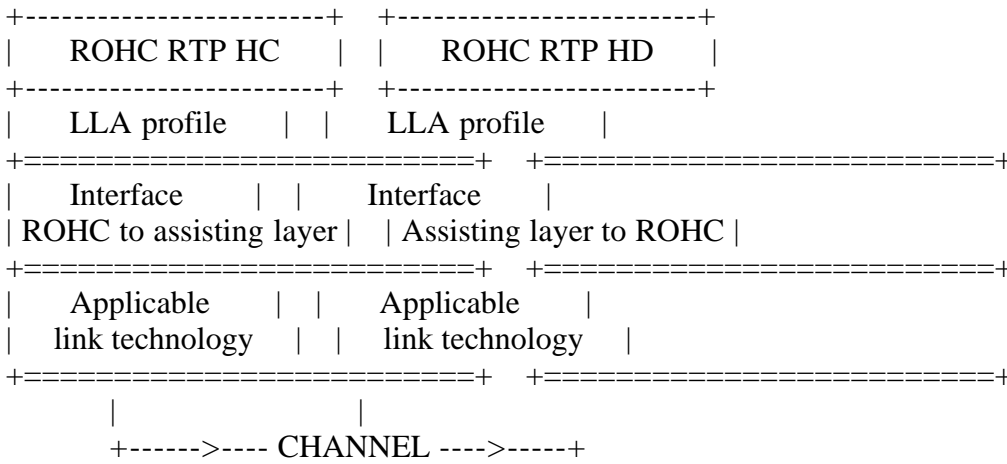 +-------------------------+ +-------------------------+
| ROHC RTP HC | | ROHC RTP HD |
+-------------------------+ +-------------------------+
| LLA profile | | LLA profile |
+=========================+ +=========================+
| Interface | | Interface |
| ROHC to assisting layer | | Assisting layer to ROHC |
+=========================+ +=========================+
| Applicable | | Applicable |
| link technology | | link technology |
+=========================+ +=========================+
| |
+------>---- CHANNEL ---->-----+